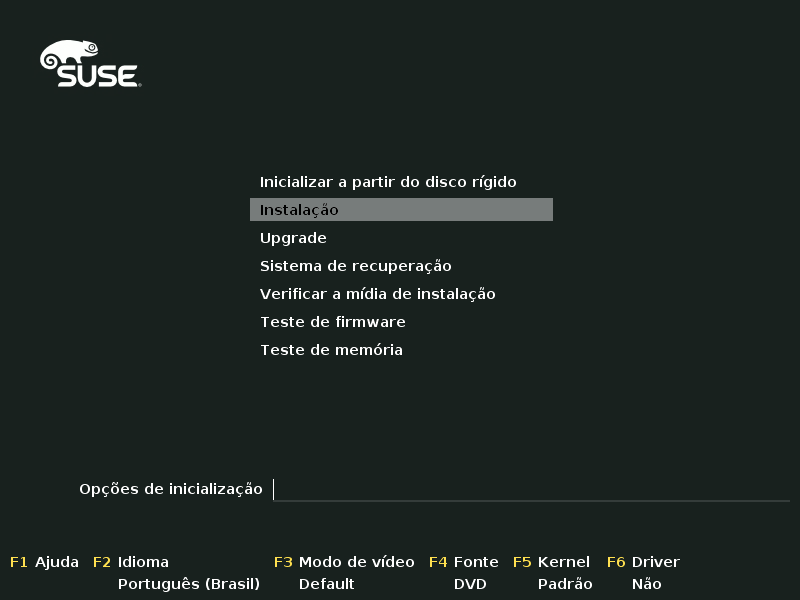 SUSE
Inicializar a partir do disco rígido
Instalação
Upgrade
Sistema de recuperação
Verificar a mídia de instalação
Teste de firmware
Teste de memória
Opções de inicialização
F1 Ajuda F2 Idioma F3 Modo de vídeo F4 Fonte F5 Kernel F6 Driver
Português (Brasil) Default DVD Padrão Não